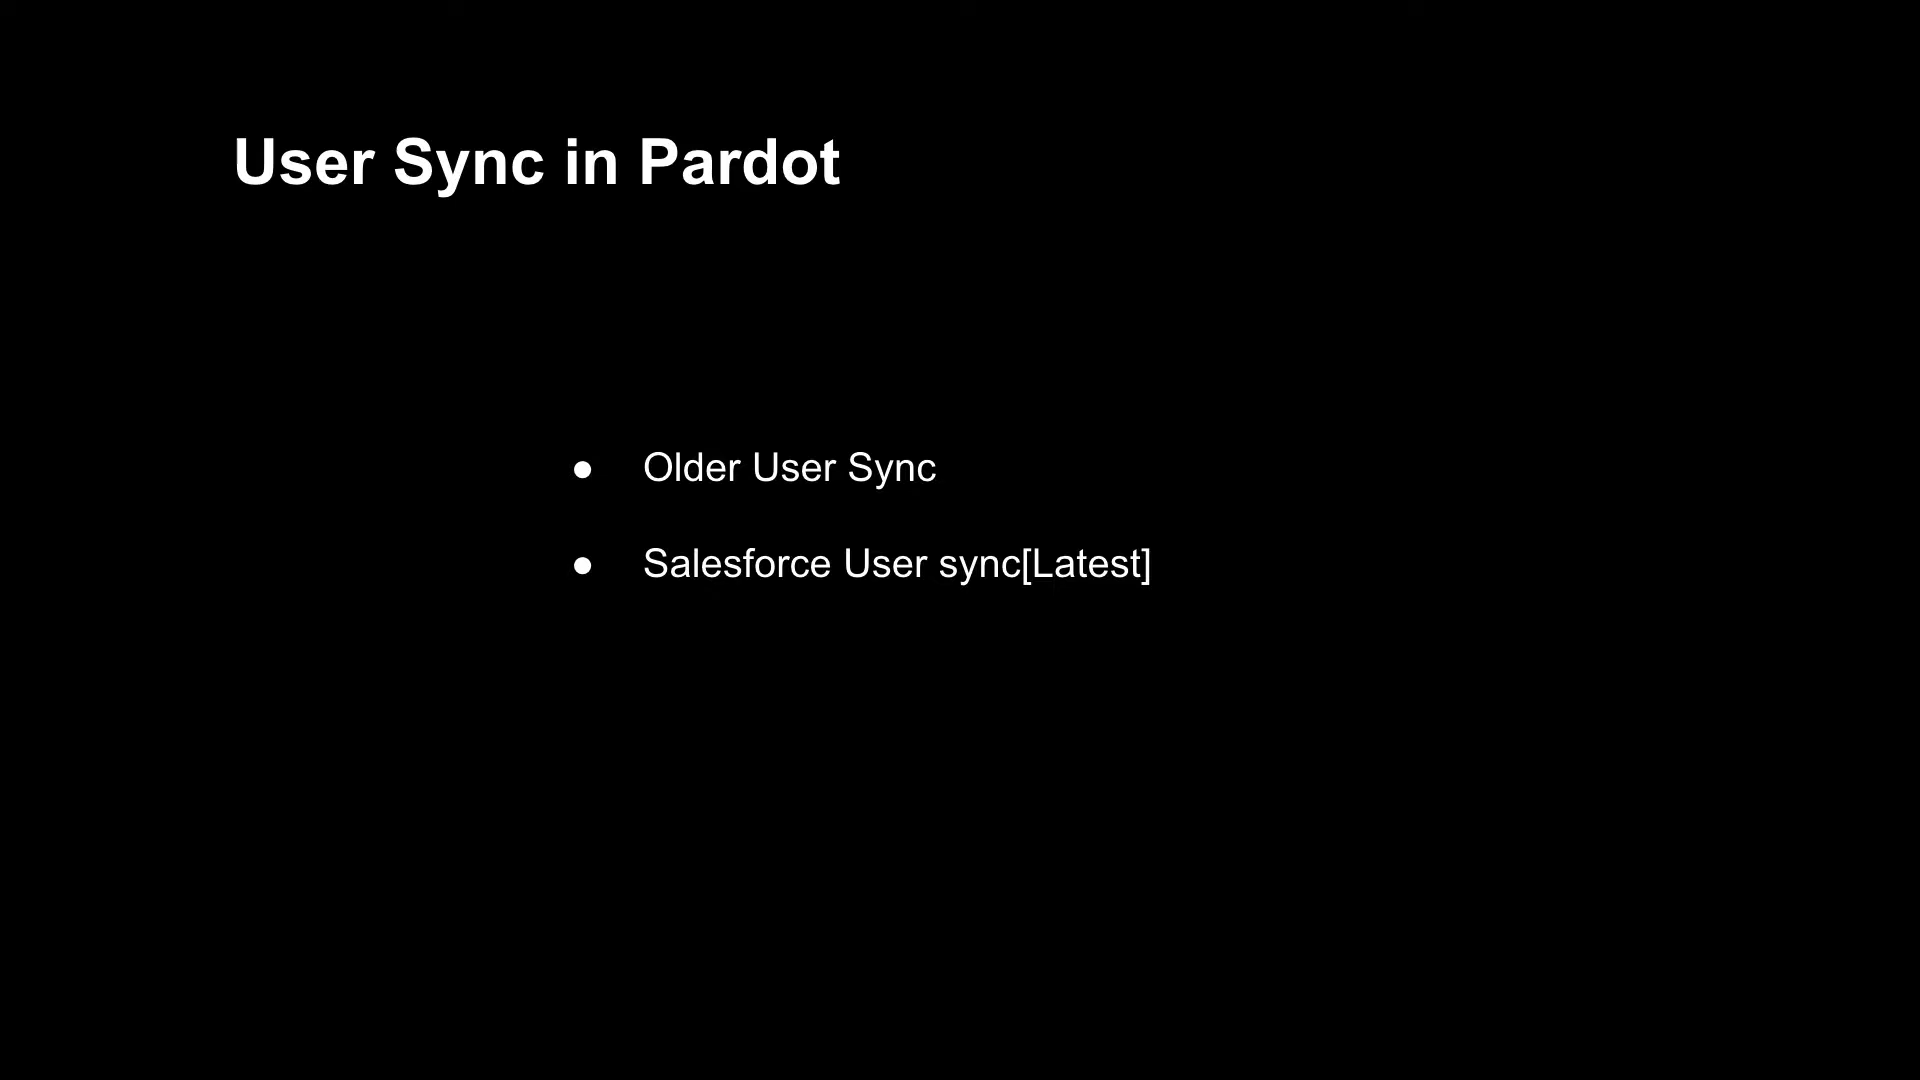 User Sync in Pardot
● Older User Sync
● Salesforce User sync[Latest]